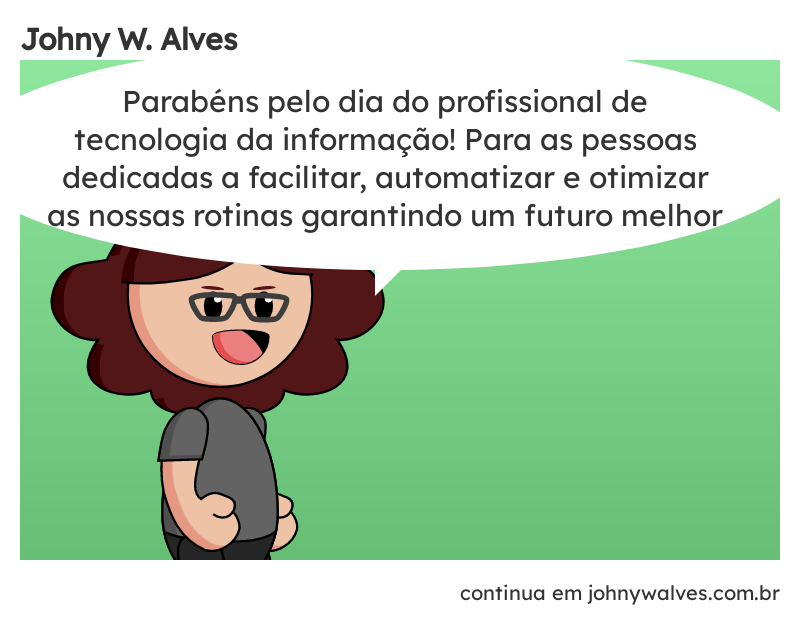 Johny W. Alves
Parabéns pelo dia do profissional de
tecnologia da informação! Para as pessoas
dedicadas a facilitar, automatizar e otimizar
as nossas rotinas garantindo um futuro melhor
continua em johnywalves.com.br